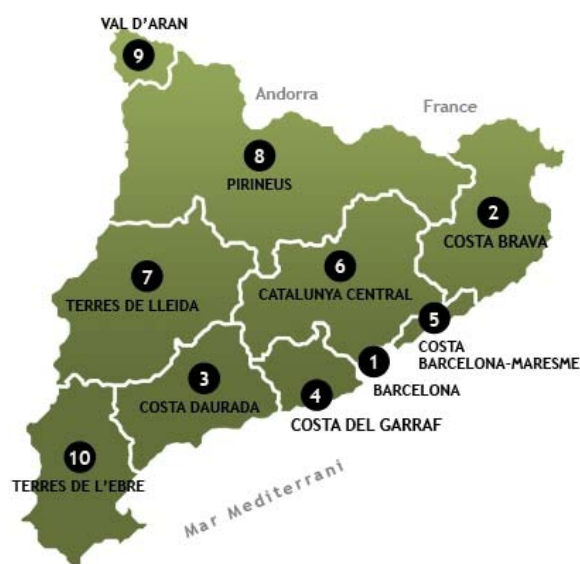 VAL D'ARAN
9
Andorra
France
8
PIRINEUS
2
COSTA BRAVA
6
CATALUNYA CENTRAL
7
TERRES DE LLEIDA
5
COSTA
BARCELONA-MARESME
1
BARCELONA
3
COSTA DAURADA
4
COSTA DEL GARRAF
10
TERRES DE L'EBRE
Mar Mediterrani